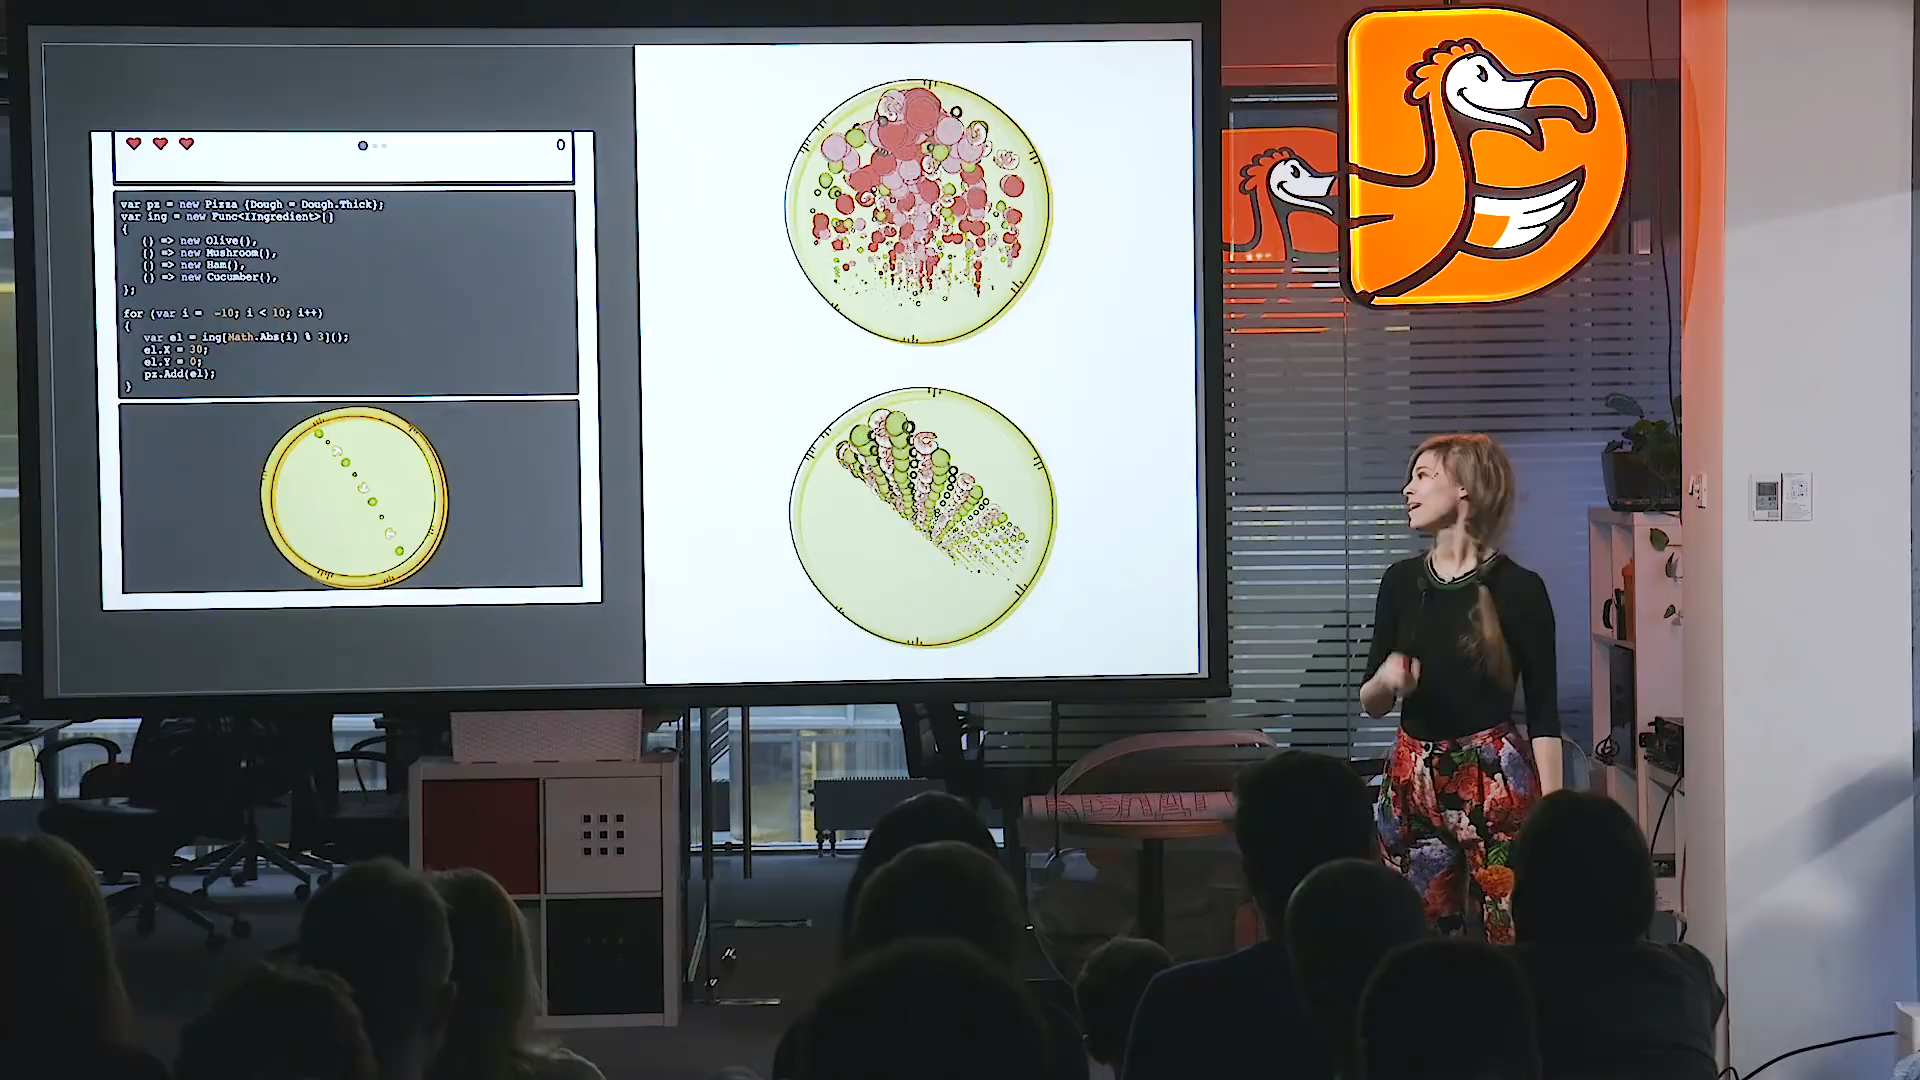 0
var pz = new Pizza {Dough = Dough.Thick};
var ing = new Func<IIngredient>[]
{
() => new Olive(),
() => new Mushroom(),
() => new Ham(),
() => new Cucumber(),
};
for (var i = -10; i < 10; i++)
{
var el = ing[Math.Abs(i) % 3]();
el.X = 30;
el.Y = 0;
pz.Add(el);
}